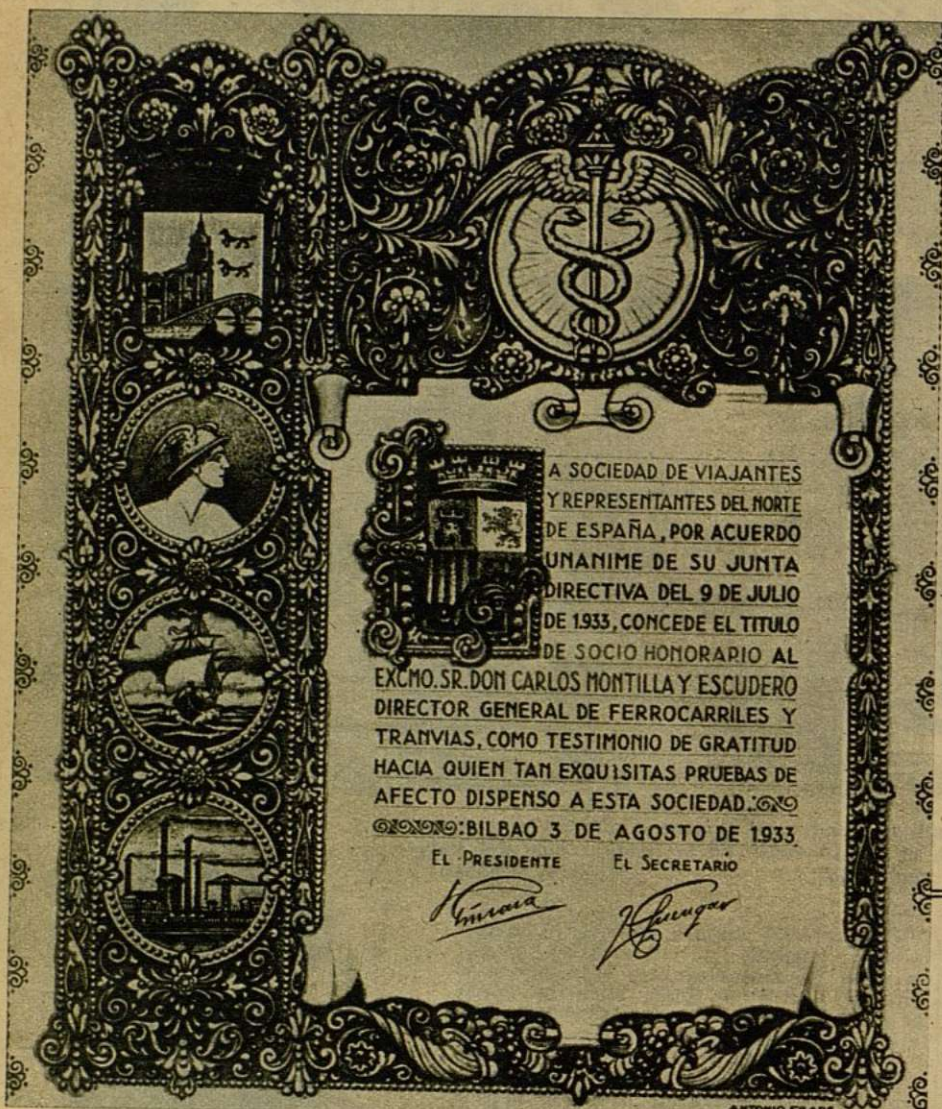 A SOCIEDAD DE VIAJANTES
Y REPRESENTANTES DEL NORTE
DE ESPAÑA, POR ACUERDO
UNANIME DE SU JUNTA
DIRECTIVA DEL 9 DE JULIO
DE 1.933, CONCEDE EL TITULO
DE SOCIO HONORARIO AL
EXCMO. SR. DON CARLOS MONTILLA Y ESCUDERO
DIRECTOR GENERAL DE FERROCARRILES Y
TRANVIAS, COMO TESTIMONIO DE GRATITUD
HACIA QUIEN TAN EXQUISITAS PRUEBAS DE
AFECTO DISPENSO A ESTA SOCIEDAD.
BILBAO 3 DE AGOSTO DE 1.933
EL PRESIDENTE EL SECRETARIO